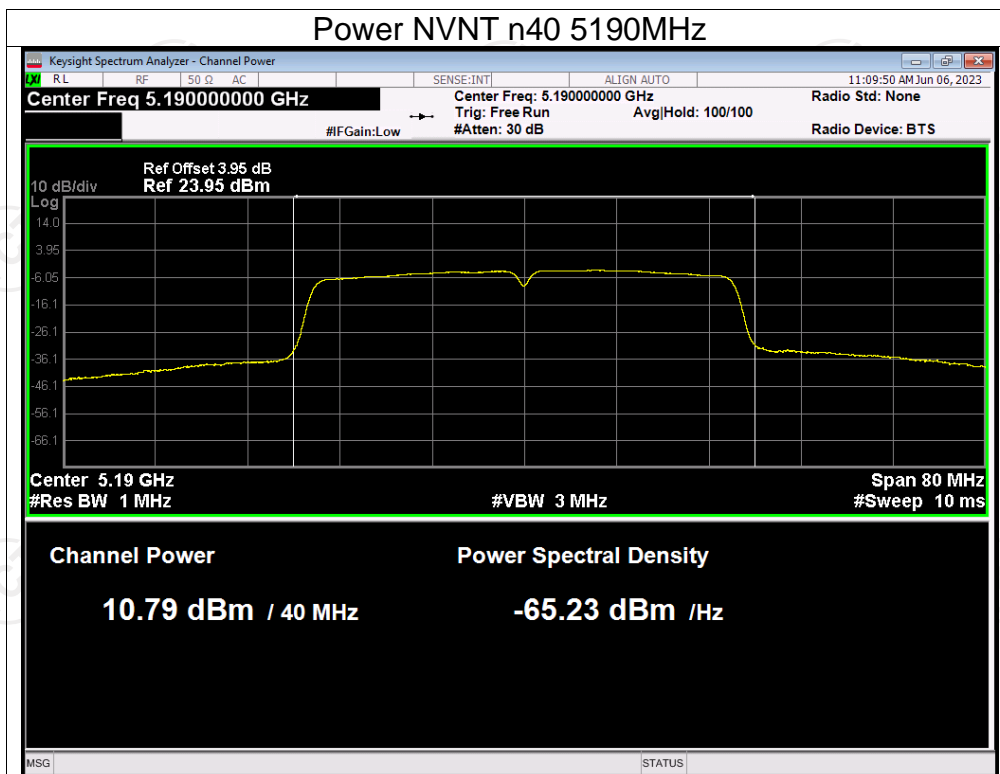 Power NVNT n40 5190MHz
Keysight Spectrum Analyzer - Channel Power
LXI RL RF 50 Ω AC SENSE:INT ALIGN AUTO 11:09:50 AM Jun 06, 2023
Center Freq 5.190000000 GHz Center Freq: 5.190000000 GHz Radio Std: None
Trig: Free Run Avg|Hold: 100/100
#IFGain:Low #Atten: 30 dB Radio Device: BTS
Ref Offset 3.95 dB
10 dB/div Ref 23.95 dBm
Log
14.0
3.95
-6.05
-16.1
-26.1
-36.1
-46.1
-56.1
-66.1
Center 5.19 GHz Span 80 MHz
#Res BW 1 MHz #VBW 3 MHz #Sweep 10 ms
Channel Power Power Spectral Density
10.79 dBm / 40 MHz -65.23 dBm /Hz
MSG STATUS